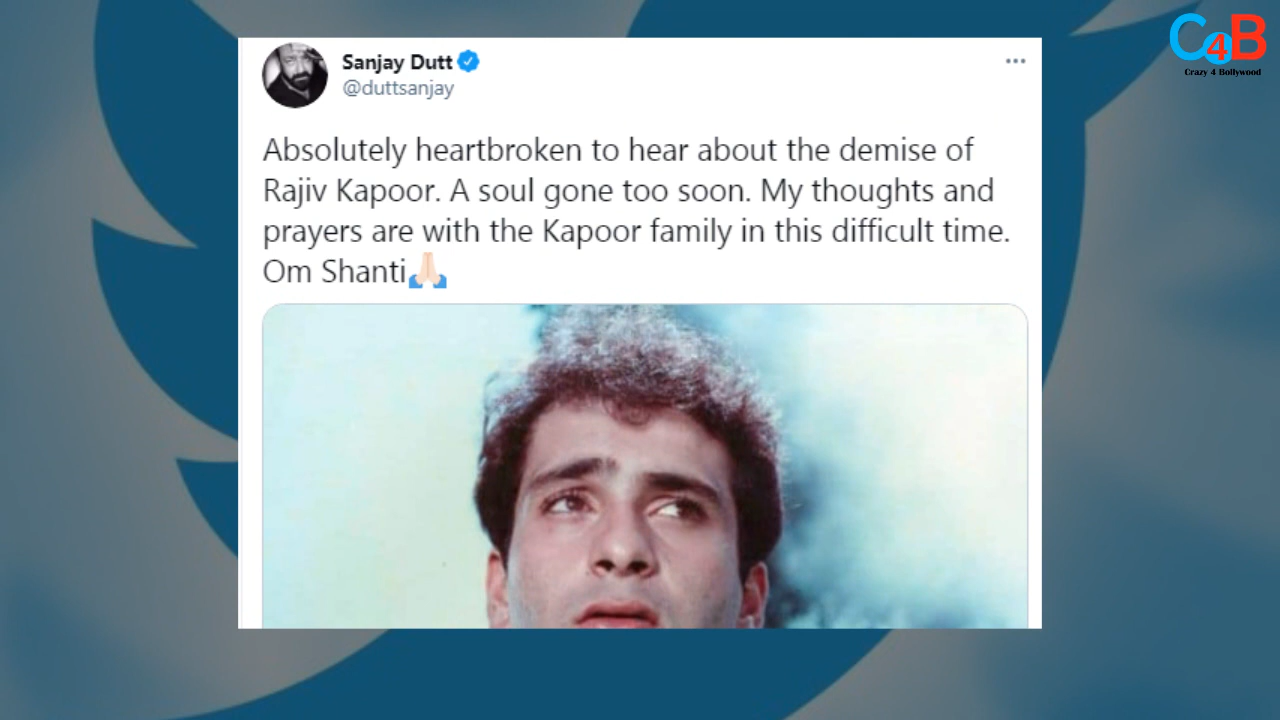 Sanjay Dutt
@duttsanjay
Absolutely heartbroken to hear about the demise of
Rajiv Kapoor. A soul gone too soon. My thoughts and
prayers are with the Kapoor family in this difficult time.
Om Shanti🙏🏻
C4B
Crazy 4 Bollywood